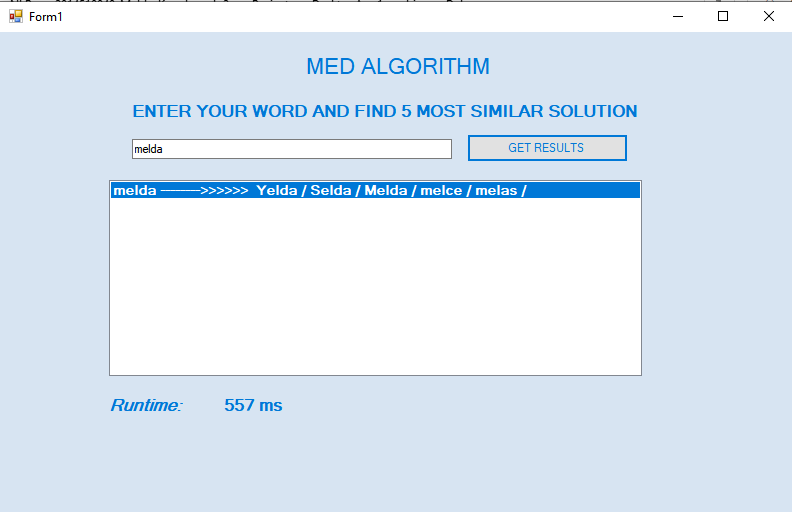 Form1
MED ALGORITHM
ENTER YOUR WORD AND FIND 5 MOST SIMILAR SOLUTION
melda
GET RESULTS
melda ———->>>>>> Yelda / Selda / Melda / melce / melas /
Runtime: 557 ms